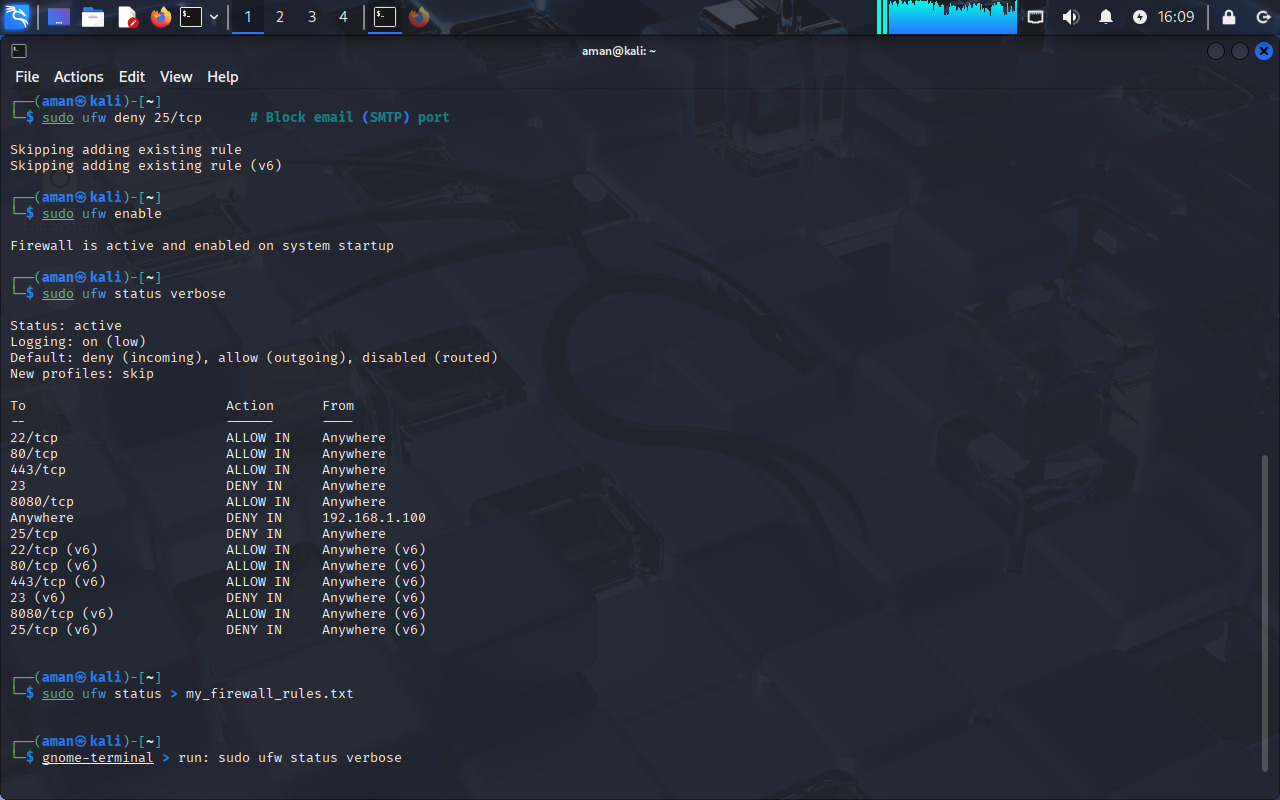 1 2 3 4 16:09
aman@kali: ~
File Actions Edit View Help
┌──(aman㉿kali)-[~]
└─$ sudo ufw deny 25/tcp      # Block email (SMTP) port
Skipping adding existing rule
Skipping adding existing rule (v6)
┌──(aman㉿kali)-[~]
└─$ sudo ufw enable
Firewall is active and enabled on system startup
┌──(aman㉿kali)-[~]
└─$ sudo ufw status verbose
Status: active
Logging: on (low)
Default: deny (incoming), allow (outgoing), disabled (routed)
New profiles: skip
To                         Action      From
--                         ------      ----
22/tcp                     ALLOW IN    Anywhere
80/tcp                     ALLOW IN    Anywhere
443/tcp                    ALLOW IN    Anywhere
23                         DENY IN     Anywhere
8080/tcp                   ALLOW IN    Anywhere
Anywhere                   DENY IN     192.168.1.100
25/tcp                     DENY IN     Anywhere
22/tcp (v6)                ALLOW IN    Anywhere (v6)
80/tcp (v6)                ALLOW IN    Anywhere (v6)
443/tcp (v6)               ALLOW IN    Anywhere (v6)
23 (v6)                    DENY IN     Anywhere (v6)
8080/tcp (v6)              ALLOW IN    Anywhere (v6)
25/tcp (v6)                DENY IN     Anywhere (v6)
┌──(aman㉿kali)-[~]
└─$ sudo ufw status > my_firewall_rules.txt
┌──(aman㉿kali)-[~]
└─$ gnome-terminal > run: sudo ufw status verbose